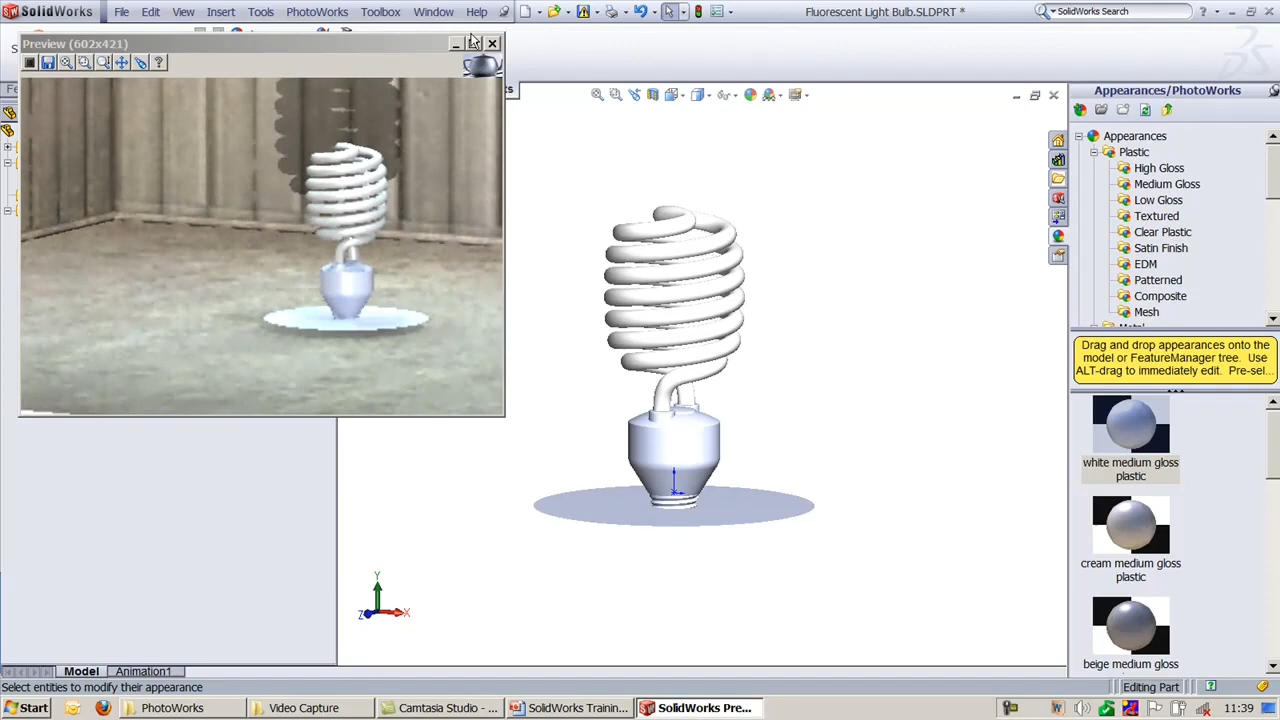 SolidWorks File Edit View Insert Tools PhotoWorks Toolbox Window Help Fluorescent Light Bulb.SLDPRT * SolidWorks Search
Preview (602x421)
Appearances/PhotoWorks
Appearances
Plastic
High Gloss
Medium Gloss
Low Gloss
Textured
Clear Plastic
Satin Finish
EDM
Patterned
Composite
Mesh
Drag and drop appearances onto the
model or FeatureManager tree. Use
ALT-drag to immediately edit. Pre-sel...
white medium gloss
plastic
cream medium gloss
plastic
beige medium gloss
Y
Z X
Model Animation1
Select entities to modify their appearance Editing Part
Start PhotoWorks Video Capture Camtasia Studio - ... SolidWorks Trainin... SolidWorks Pre... 11:39